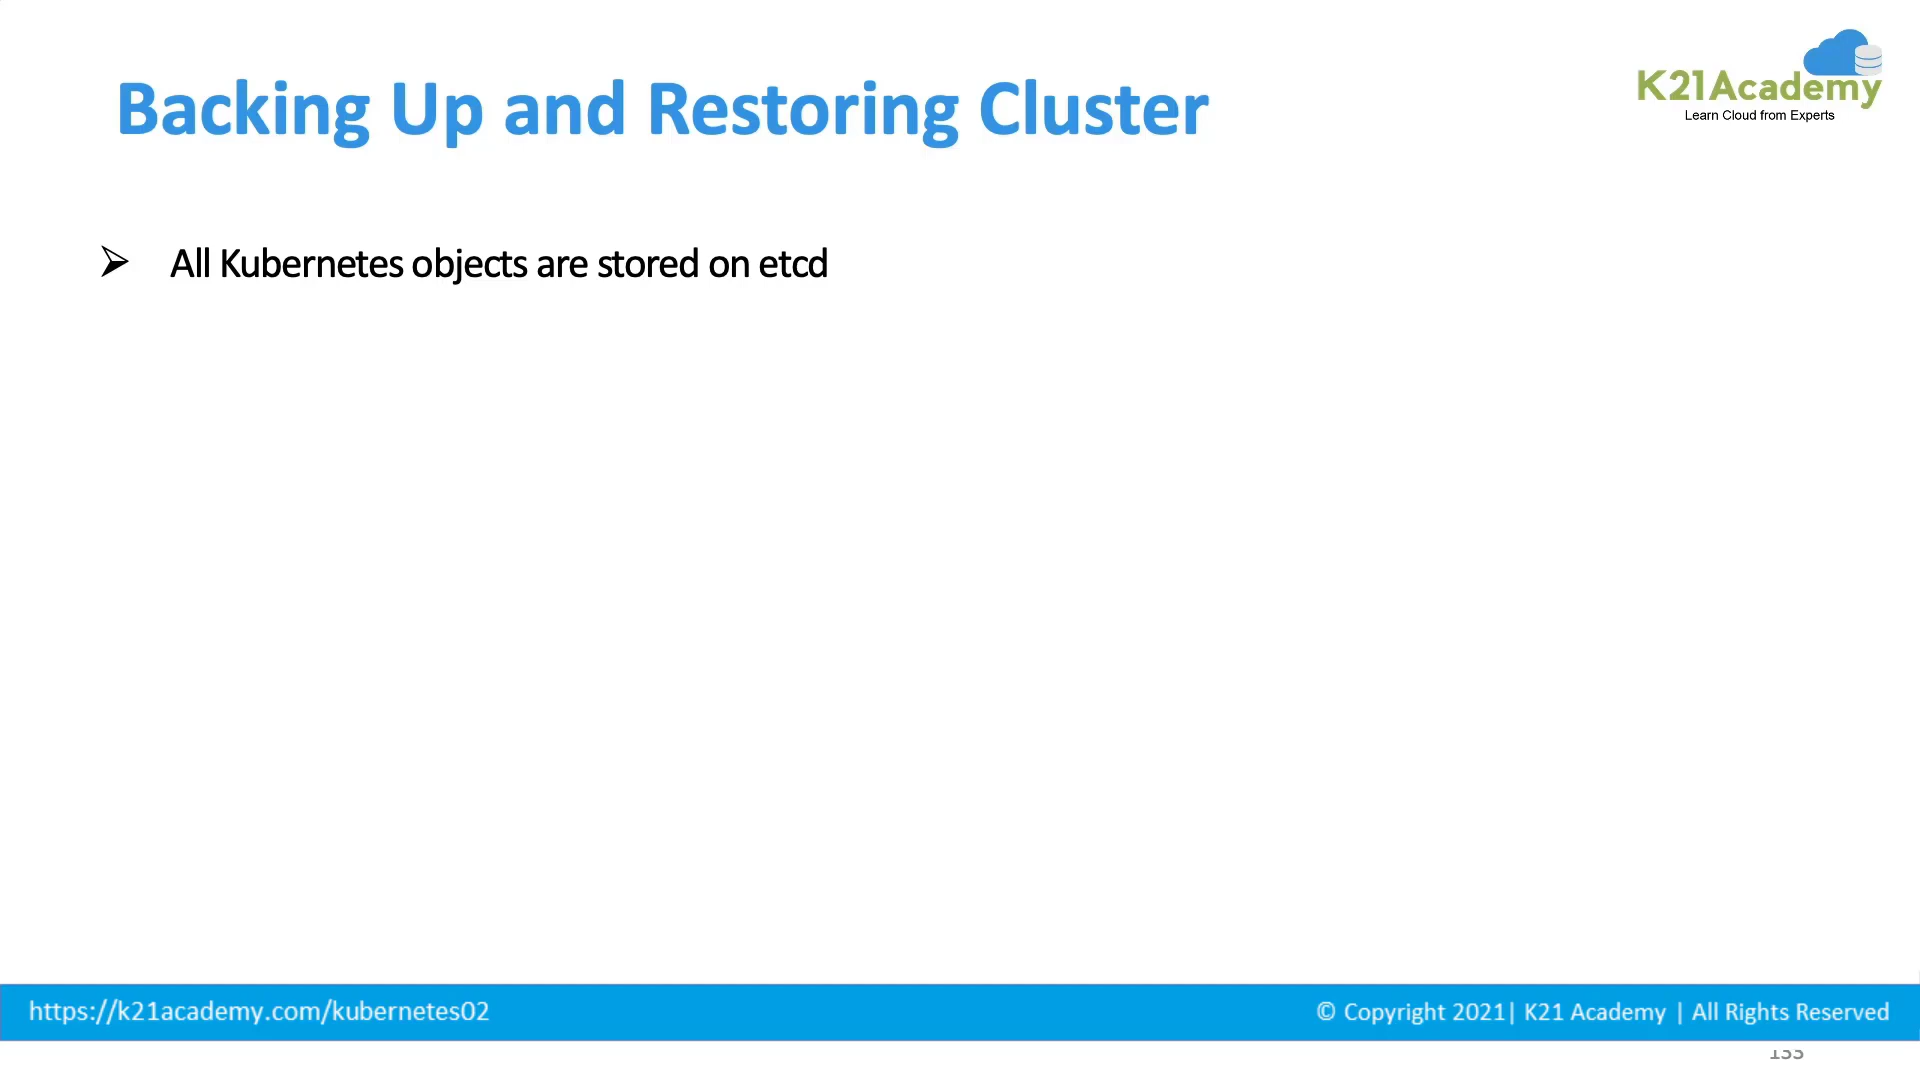 Backing Up and Restoring Cluster
K21Academy
Learn Cloud from Experts
All Kubernetes objects are stored on etcd
https://k21academy.com/kubernetes02
© Copyright 2021| K21 Academy | All Rights Reserved